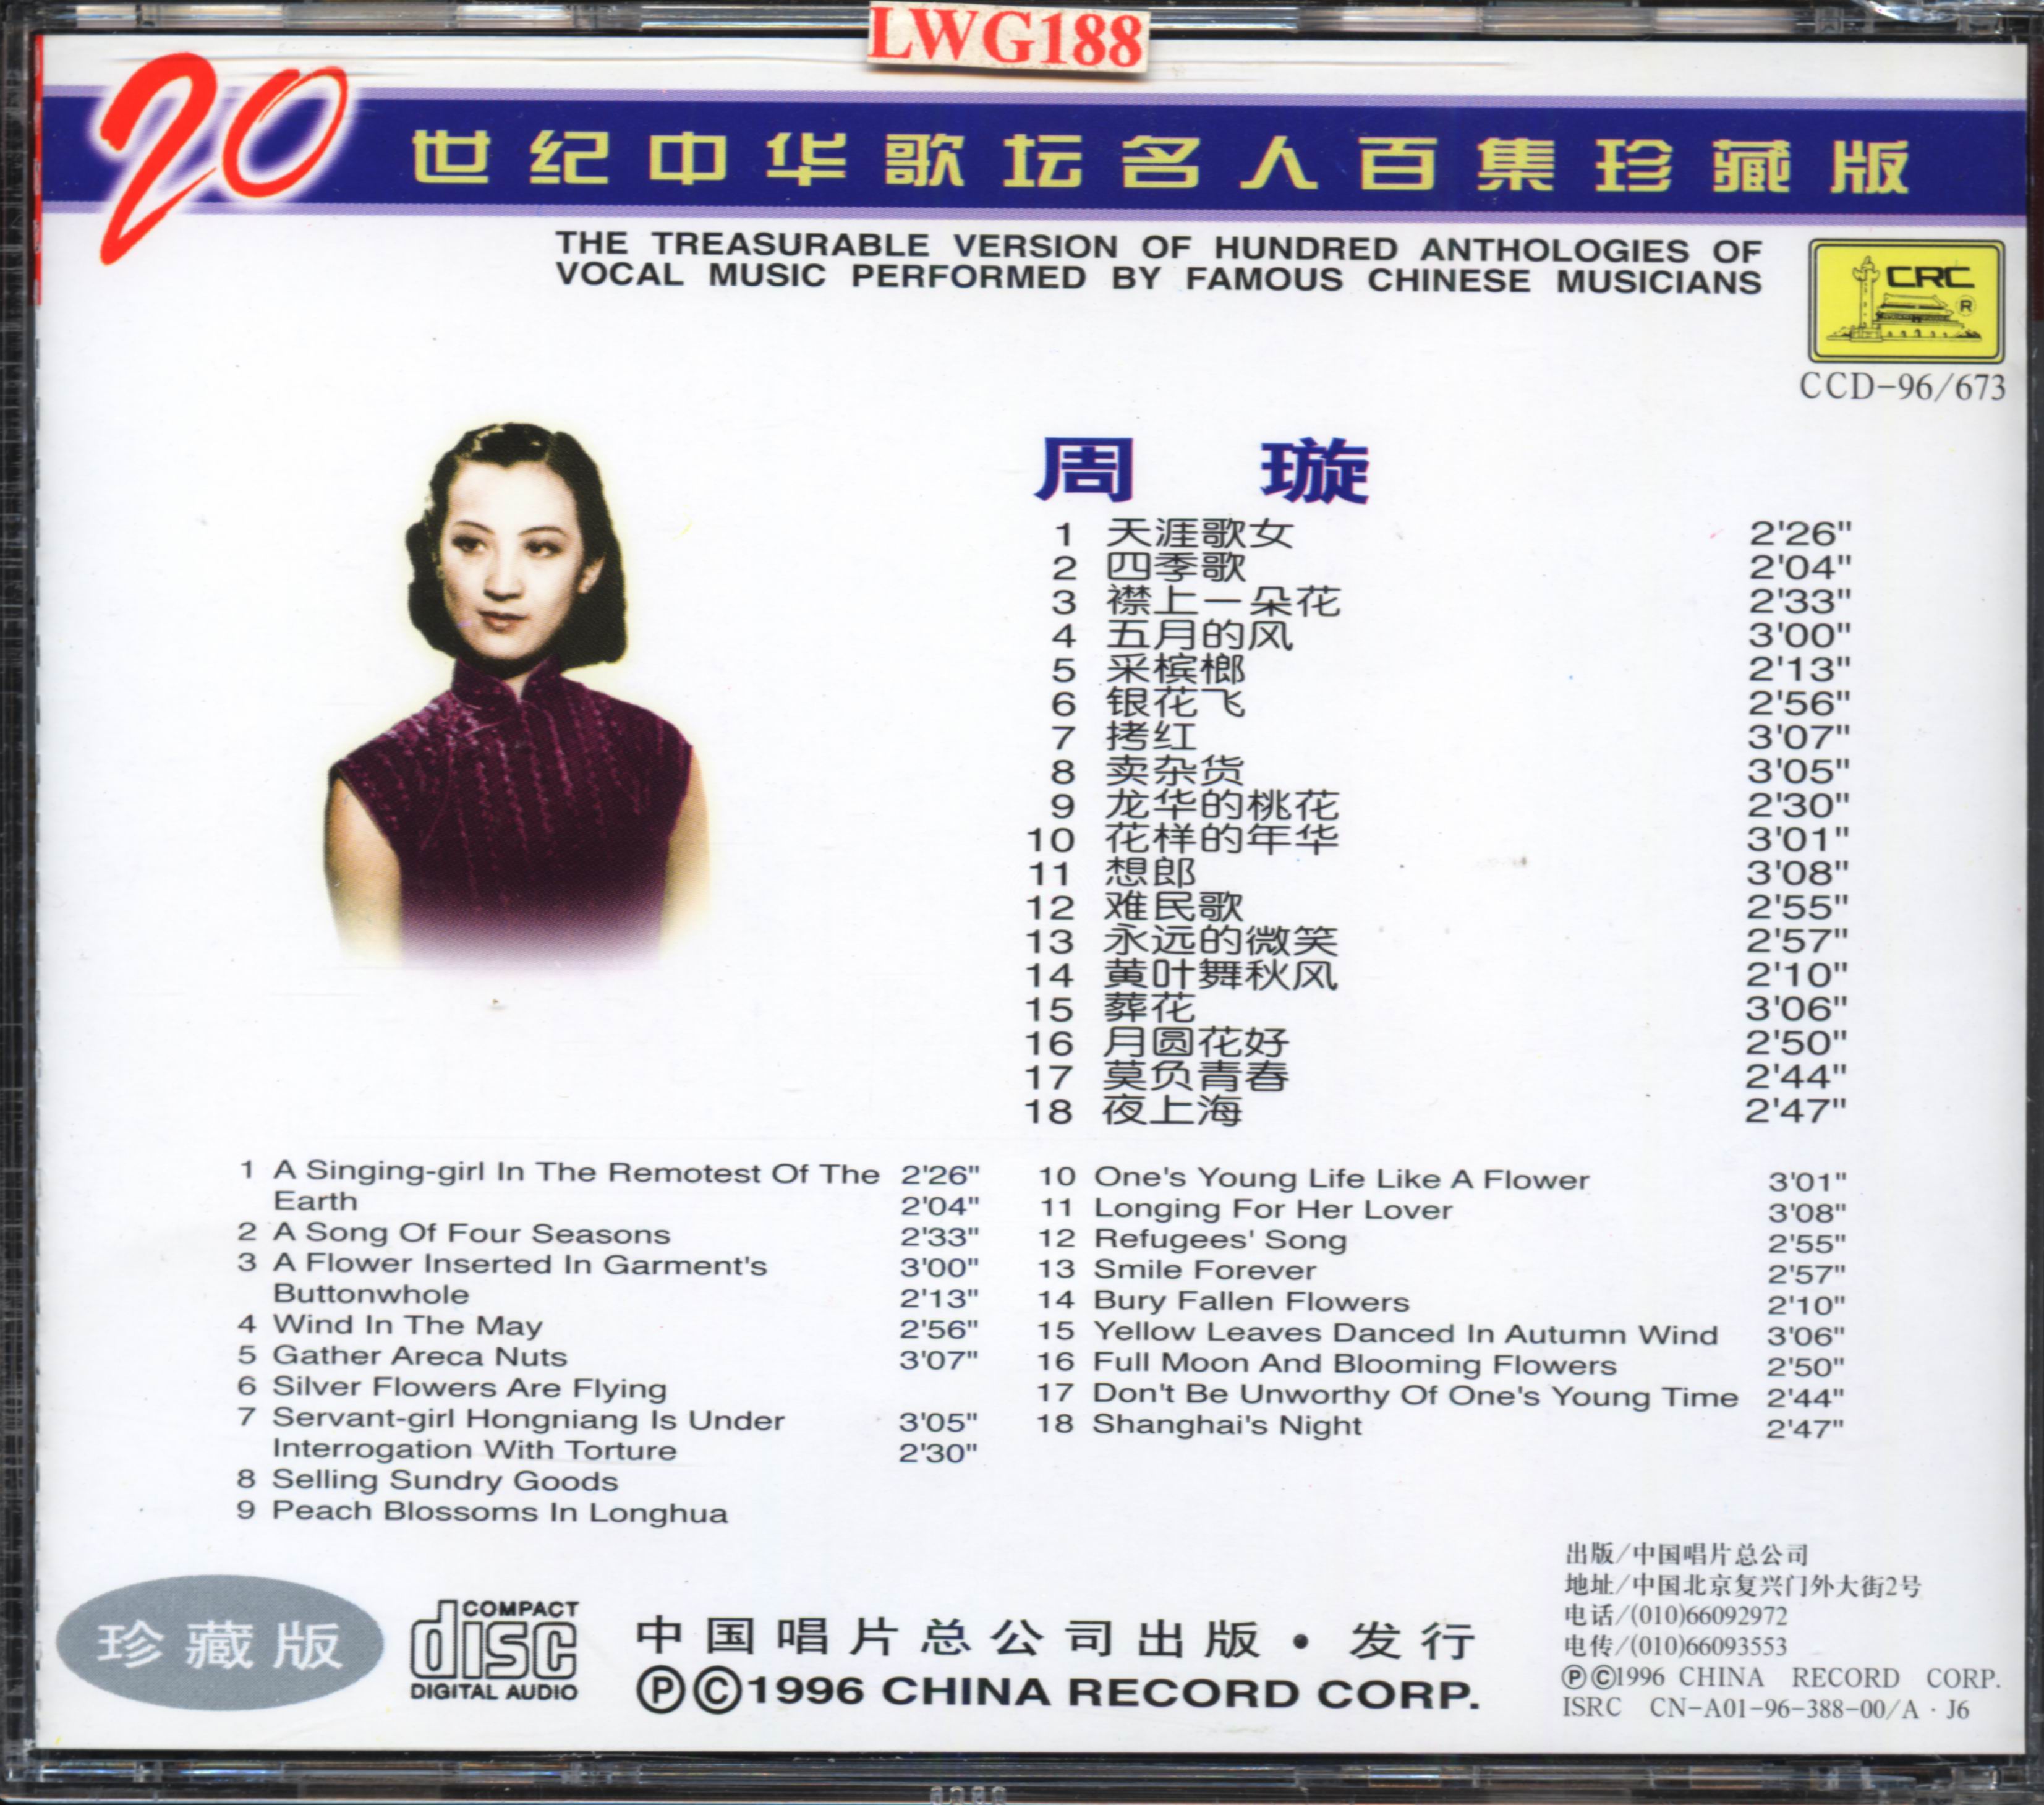 LWG188
20世纪中华歌坛名人百集珍藏版
THE TREASURABLE VERSION OF HUNDRED ANTHOLOGIES OF
VOCAL MUSIC PERFORMED BY FAMOUS CHINESE MUSICIANS
CRC
®
CCD-96/673
周 璇
1 天涯歌女 2'26"
2 四季歌 2'04"
3 襟上一朵花 2'33"
4 五月的风 3'00"
5 采槟榔 2'13"
6 银花飞 2'56"
7 拷红 3'07"
8 卖杂货 3'05"
9 龙华的桃花 2'30"
10 花样的年华 3'01"
11 想郎 3'08"
12 难民歌 2'55"
13 永远的微笑 2'57"
14 黄叶舞秋风 2'10"
15 葬花 3'06"
16 月圆花好 2'50"
17 莫负青春 2'44"
18 夜上海 2'47"
1 A Singing-girl In The Remotest Of The 2'26"
Earth 2'04"
2 A Song Of Four Seasons 2'33"
3 A Flower Inserted In Garment's 3'00"
Buttonwhole 2'13"
4 Wind In The May 2'56"
5 Gather Areca Nuts 3'07"
6 Silver Flowers Are Flying
7 Servant-girl Hongniang Is Under 3'05"
Interrogation With Torture 2'30"
8 Selling Sundry Goods
9 Peach Blossoms In Longhua
10 One's Young Life Like A Flower 3'01"
11 Longing For Her Lover 3'08"
12 Refugees' Song 2'55"
13 Smile Forever 2'57"
14 Bury Fallen Flowers 2'10"
15 Yellow Leaves Danced In Autumn Wind 3'06"
16 Full Moon And Blooming Flowers 2'50"
17 Don't Be Unworthy Of One's Young Time 2'44"
18 Shanghai's Night 2'47"
珍藏版
COMPACT
disc
DIGITAL AUDIO
中国唱片总公司出版·发行
ⓅⒸ1996 CHINA RECORD CORP.
出版/中国唱片总公司
地址/中国北京复兴门外大街2号
电话/(010)66092972
电传/(010)66093553
ⓅⒸ1996 CHINA RECORD CORP.
ISRC CN-A01-96-388-00/A·J6